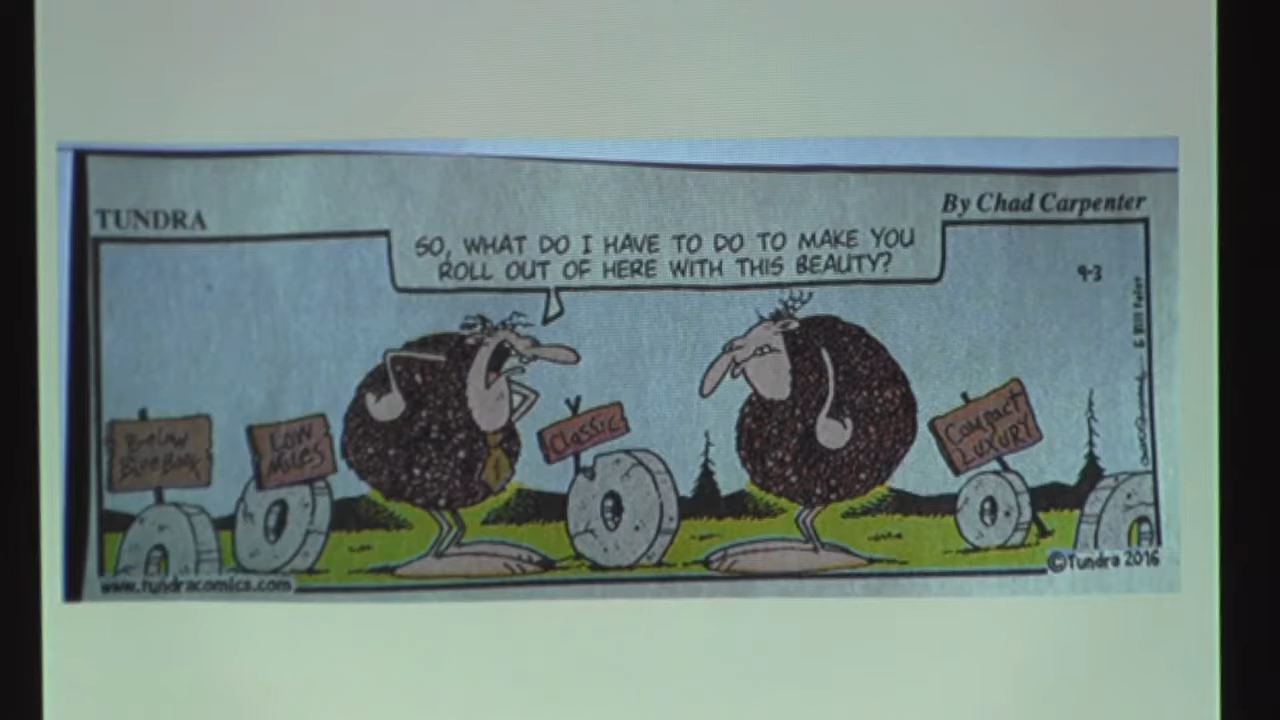 TUNDRA
By Chad Carpenter
SO, WHAT DO I HAVE TO DO TO MAKE YOU
ROLL OUT OF HERE WITH THIS BEAUTY?
9-3
Below
Blue Book
LOW
MILES
Classic
Compact
LUXURY
www.tundracomics.com
©Tundra 2016